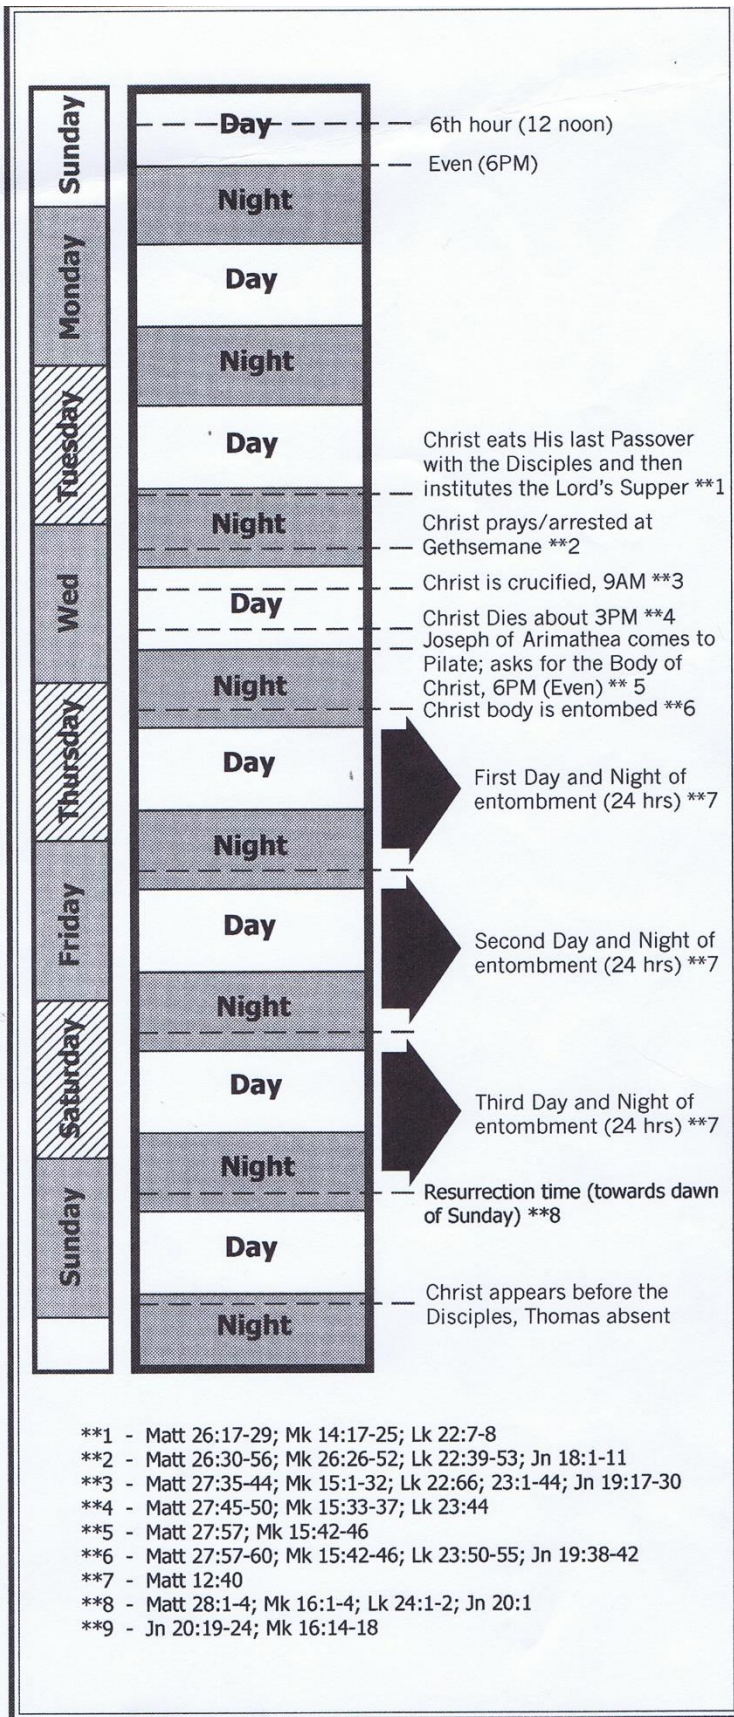 Sunday
Monday
Tuesday
Wed
Thursday
Friday
Saturday
Sunday
Day
Night
Day
Night
Day
Night
Day
Night
Day
Night
Day
Night
Day
Night
Day
Night
6th hour (12 noon)
Even (6PM)
Christ eats His last Passover
with the Disciples and then
institutes the Lord's Supper **1
Christ prays/arrested at
Gethsemane **2
Christ is crucified, 9AM **3
Christ Dies about 3PM **4
Joseph of Arimathea comes to
Pilate; asks for the Body of
Christ, 6PM (Even) ** 5
Christ body is entombed **6
First Day and Night of
entombment (24 hrs) **7
Second Day and Night of
entombment (24 hrs) **7
Third Day and Night of
entombment (24 hrs) **7
Resurrection time (towards dawn
of Sunday) **8
Christ appears before the
Disciples, Thomas absent
**1 - Matt 26:17-29; Mk 14:17-25; Lk 22:7-8
**2 - Matt 26:30-56; Mk 26:26-52; Lk 22:39-53; Jn 18:1-11
**3 - Matt 27:35-44; Mk 15:1-32; Lk 22:66; 23:1-44; Jn 19:17-30
**4 - Matt 27:45-50; Mk 15:33-37; Lk 23:44
**5 - Matt 27:57; Mk 15:42-46
**6 - Matt 27:57-60; Mk 15:42-46; Lk 23:50-55; Jn 19:38-42
**7 - Matt 12:40
**8 - Matt 28:1-4; Mk 16:1-4; Lk 24:1-2; Jn 20:1
**9 - Jn 20:19-24; Mk 16:14-18